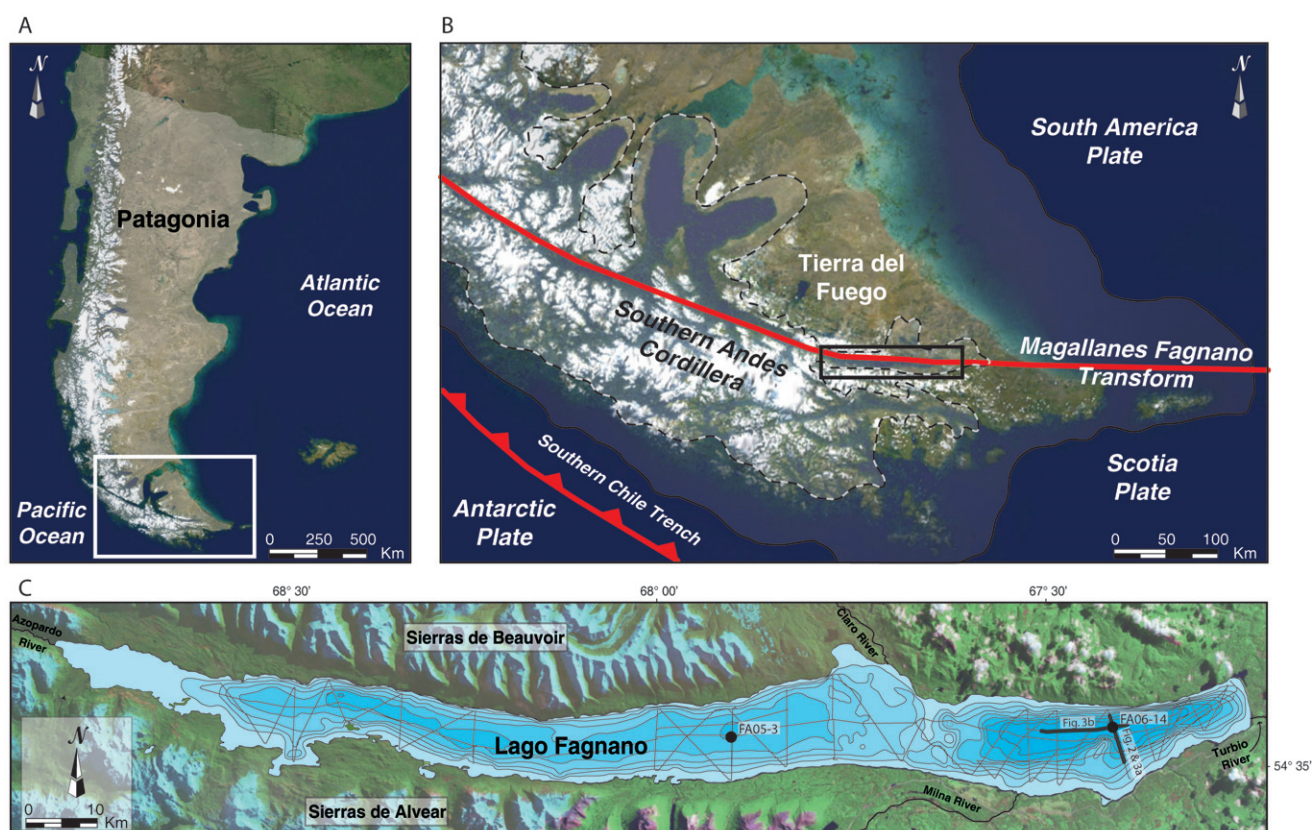 A
N
Patagonia
Atlantic
Ocean
Pacific
Ocean
0 250 500
Km
B
N
South America
Plate
Tierra del
Fuego
Southern Andes
Cordillera
Magallanes Fagnano
Transform
Southern Chile Trench
Antarctic
Plate
Scotia
Plate
0 50 100
Km
C
68° 30'
68° 00'
67° 30'
Azopardo
River
Sierras de Beauvoir
Claro River
FA05-3
Lago Fagnano
Fig. 3b
FA06-14
Fig. 2 & 3a
Turbio
River
54° 35'
N
0 10
Km
Sierras de Alvear
Milna River